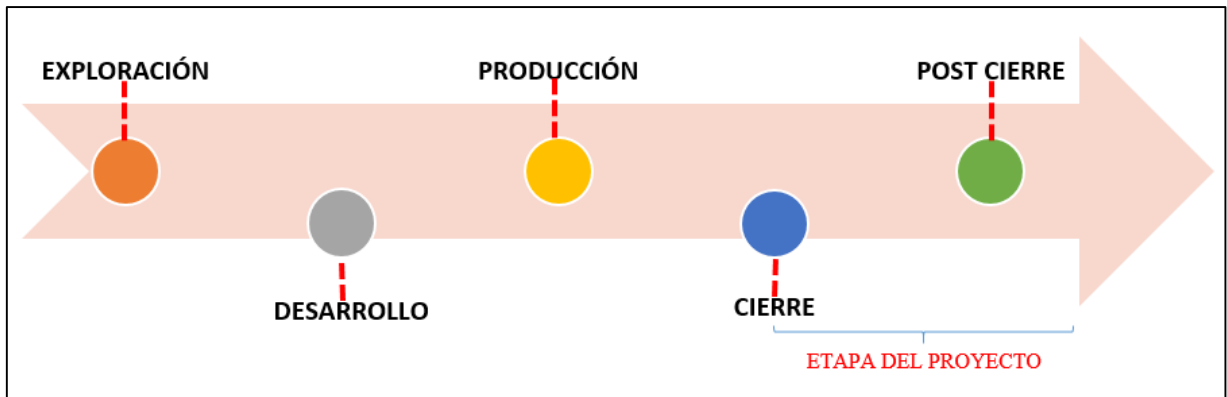 EXPLORACIÓN
PRODUCCIÓN
POST CIERRE
DESARROLLO
CIERRE
ETAPA DEL PROYECTO